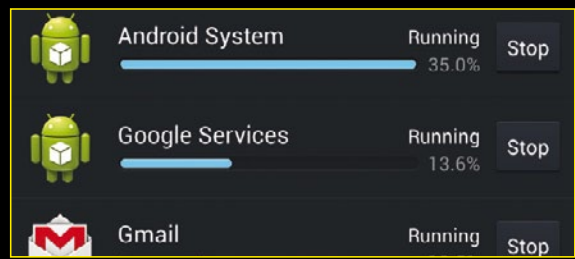 Android System Running Stop
35.0%
Google Services Running Stop
13.6%
Gmail Running Stop